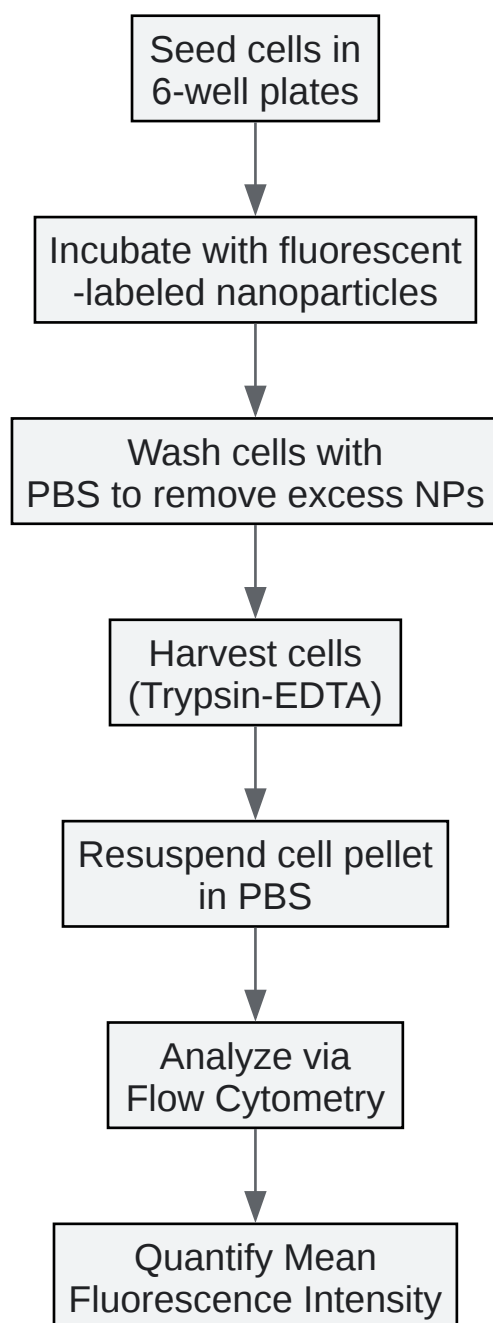 Seed cells in
6-well plates
Incubate with fluorescent
-labeled nanoparticles
Wash cells with
PBS to remove excess NPs
Harvest cells
(Trypsin-EDTA)
Resuspend cell pellet
in PBS
Analyze via
Flow Cytometry
Quantify Mean
Fluorescence Intensity